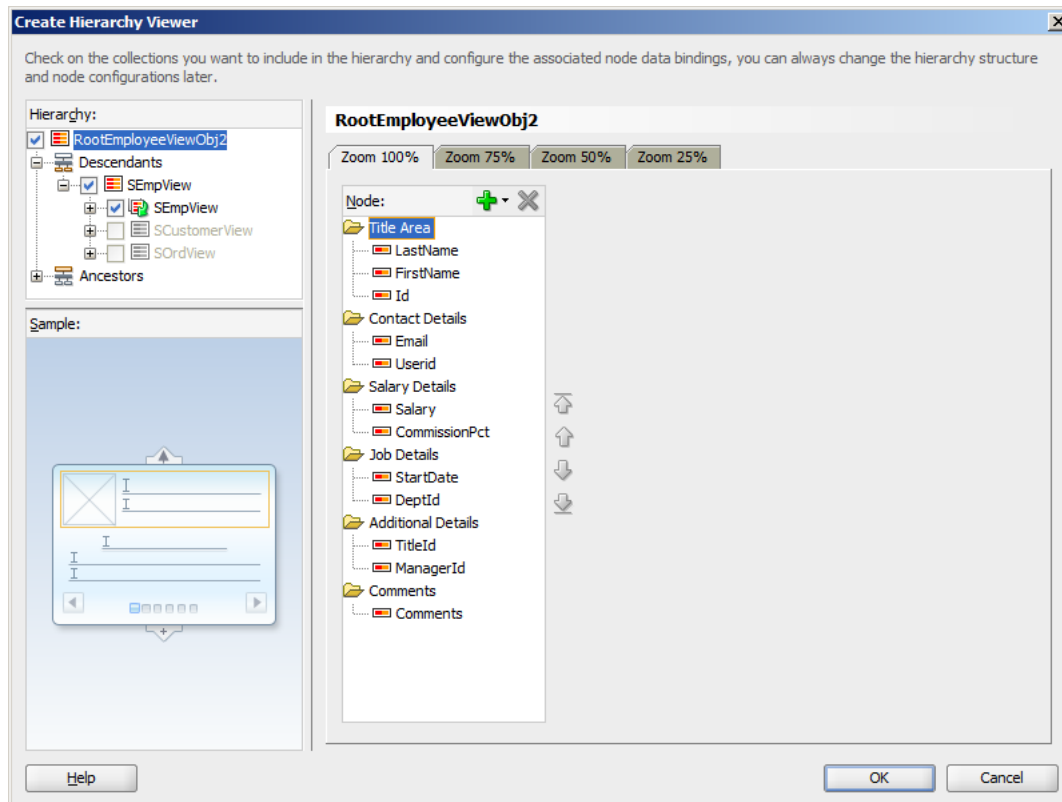 Create Hierarchy Viewer
Check on the collections you want to include in the hierarchy and configure the associated node data bindings, you can always change the hierarchy structure
and node configurations later.
Hierarchy:
RootEmployeeViewObj2
Descendants
SEmpView
SEmpView
SCustomerView
SOrdView
Ancestors
Sample:
RootEmployeeViewObj2
Zoom 100%
Zoom 75%
Zoom 50%
Zoom 25%
Node:
Title Area
LastName
FirstName
Id
Contact Details
Email
Userid
Salary Details
Salary
CommissionPct
Job Details
StartDate
DeptId
Additional Details
TitleId
ManagerId
Comments
Comments
Help
OK
Cancel